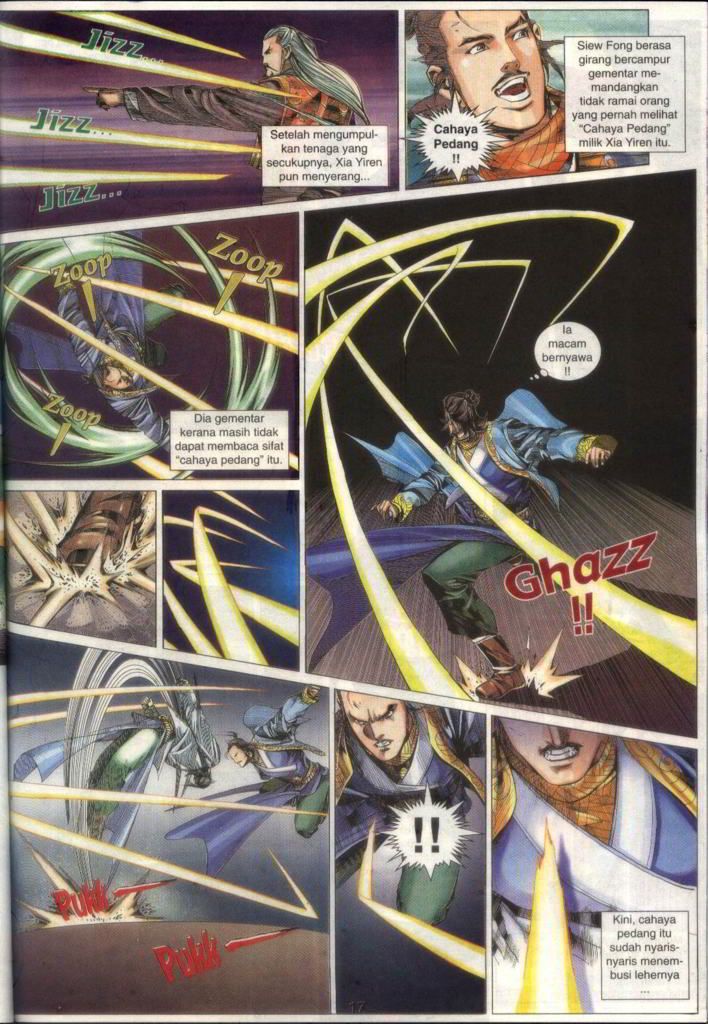 Jizz...
Jizz...
Jizz...
Setelah mengumpul-
kan tenaga yang
secukupnya, Xia Yiren
pun menyerang...
Cahaya
Pedang
!!
Siew Fong berasa
girang bercampur
gementar me-
mandangkan
tidak ramai orang
yang pernah melihat
"Cahaya Pedang"
milik Xia Yiren itu.
Zoop
!
Zoop
!
Zoop
!
Dia gementar
kerana masih tidak
dapat membaca sifat
"cahaya pedang" itu.
Ia
macam
bernyawa
!!
Ghazz
!!
Pukk
Pukk
!!
Kini, cahaya
pedang itu
sudah nyaris-
nyaris menem-
busi lehernya
...
17